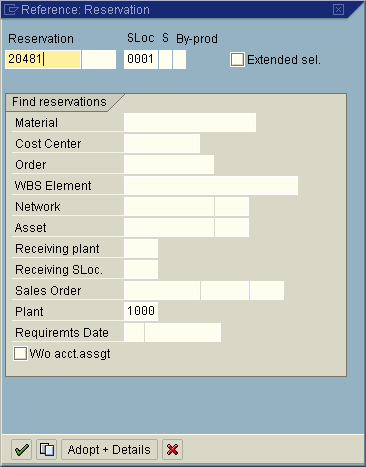 Reference: Reservation
Reservation SLoc S By-prod
20481 0001 Extended sel.
Find reservations
Material
Cost Center
Order
WBS Element
Network
Asset
Receiving plant
Receiving SLoc.
Sales Order
Plant 1000
Requiremts Date
W/o acct.assgt
Adopt + Details